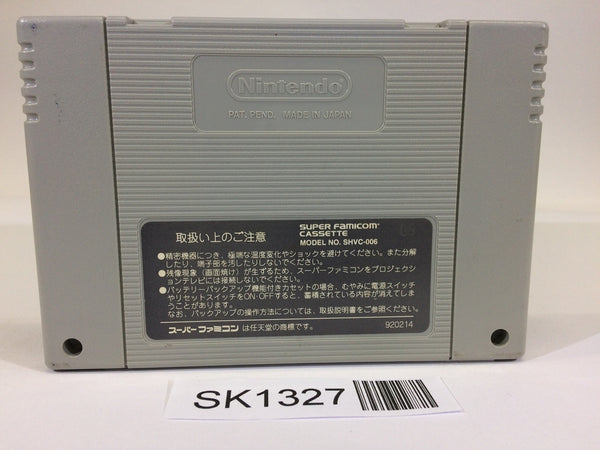 Nintendo
PAT. PEND. MADE IN JAPAN
取扱い上のご注意
SUPER FAMICOM
CASSETTE
MODEL NO. SHVC-006
●精密機器につき、極端な温度変化やショックを避けてください。また分解
したり、端子部を汚したりしないでください。
●残像現象（画面焼け）が生ずるため、スーパーファミコンをプロジェクシ
ョンテレビには接続しないでください。
●バッテリーバックアップ機能付きカセットの場合、むやみに電源スイッチ
やリセットスイッチをON・OFFすると、蓄積されている内容が消えてしま
うことがあります。
なお、バックアップの操作方法については、取扱説明書をご参照ください。
スーパーファミコン は任天堂の商標です。
920214
SK1327